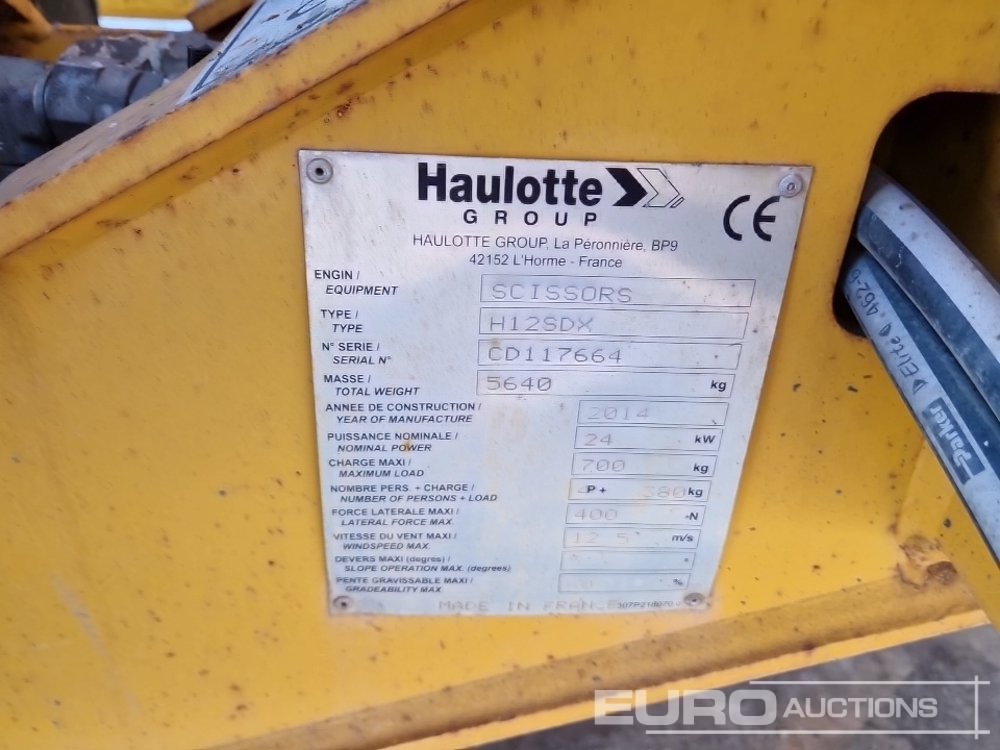 Haulotte
GROUP
CE
HAULOTTE GROUP, La Péronnière, BP9
42152 L'Horme - France
ENGIN /
EQUIPMENT
SCISSORS
TYPE /
TYPE
H12SDX
N° SERIE /
SERIAL N°
CD117664
MASSE /
TOTAL WEIGHT
5640 kg
ANNEE DE CONSTRUCTION /
YEAR OF MANUFACTURE
2014
PUISSANCE NOMINALE /
NOMINAL POWER
24 kW
CHARGE MAXI /
MAXIMUM LOAD
700 kg
NOMBRE PERS. + CHARGE /
NUMBER OF PERSONS + LOAD
P + 380 kg
FORCE LATERALE MAXI /
LATERAL FORCE MAX.
400 N
VITESSE DU VENT MAXI /
WINDSPEED MAX.
12.5 m/s
DEVERS MAXI (degres) /
SLOPE OPERATION MAX. (degrees)
°
PENTE GRAVISSABLE MAXI /
GRADEABILITY MAX
%
MADE IN FRANCE
Parker
EURO AUCTIONS